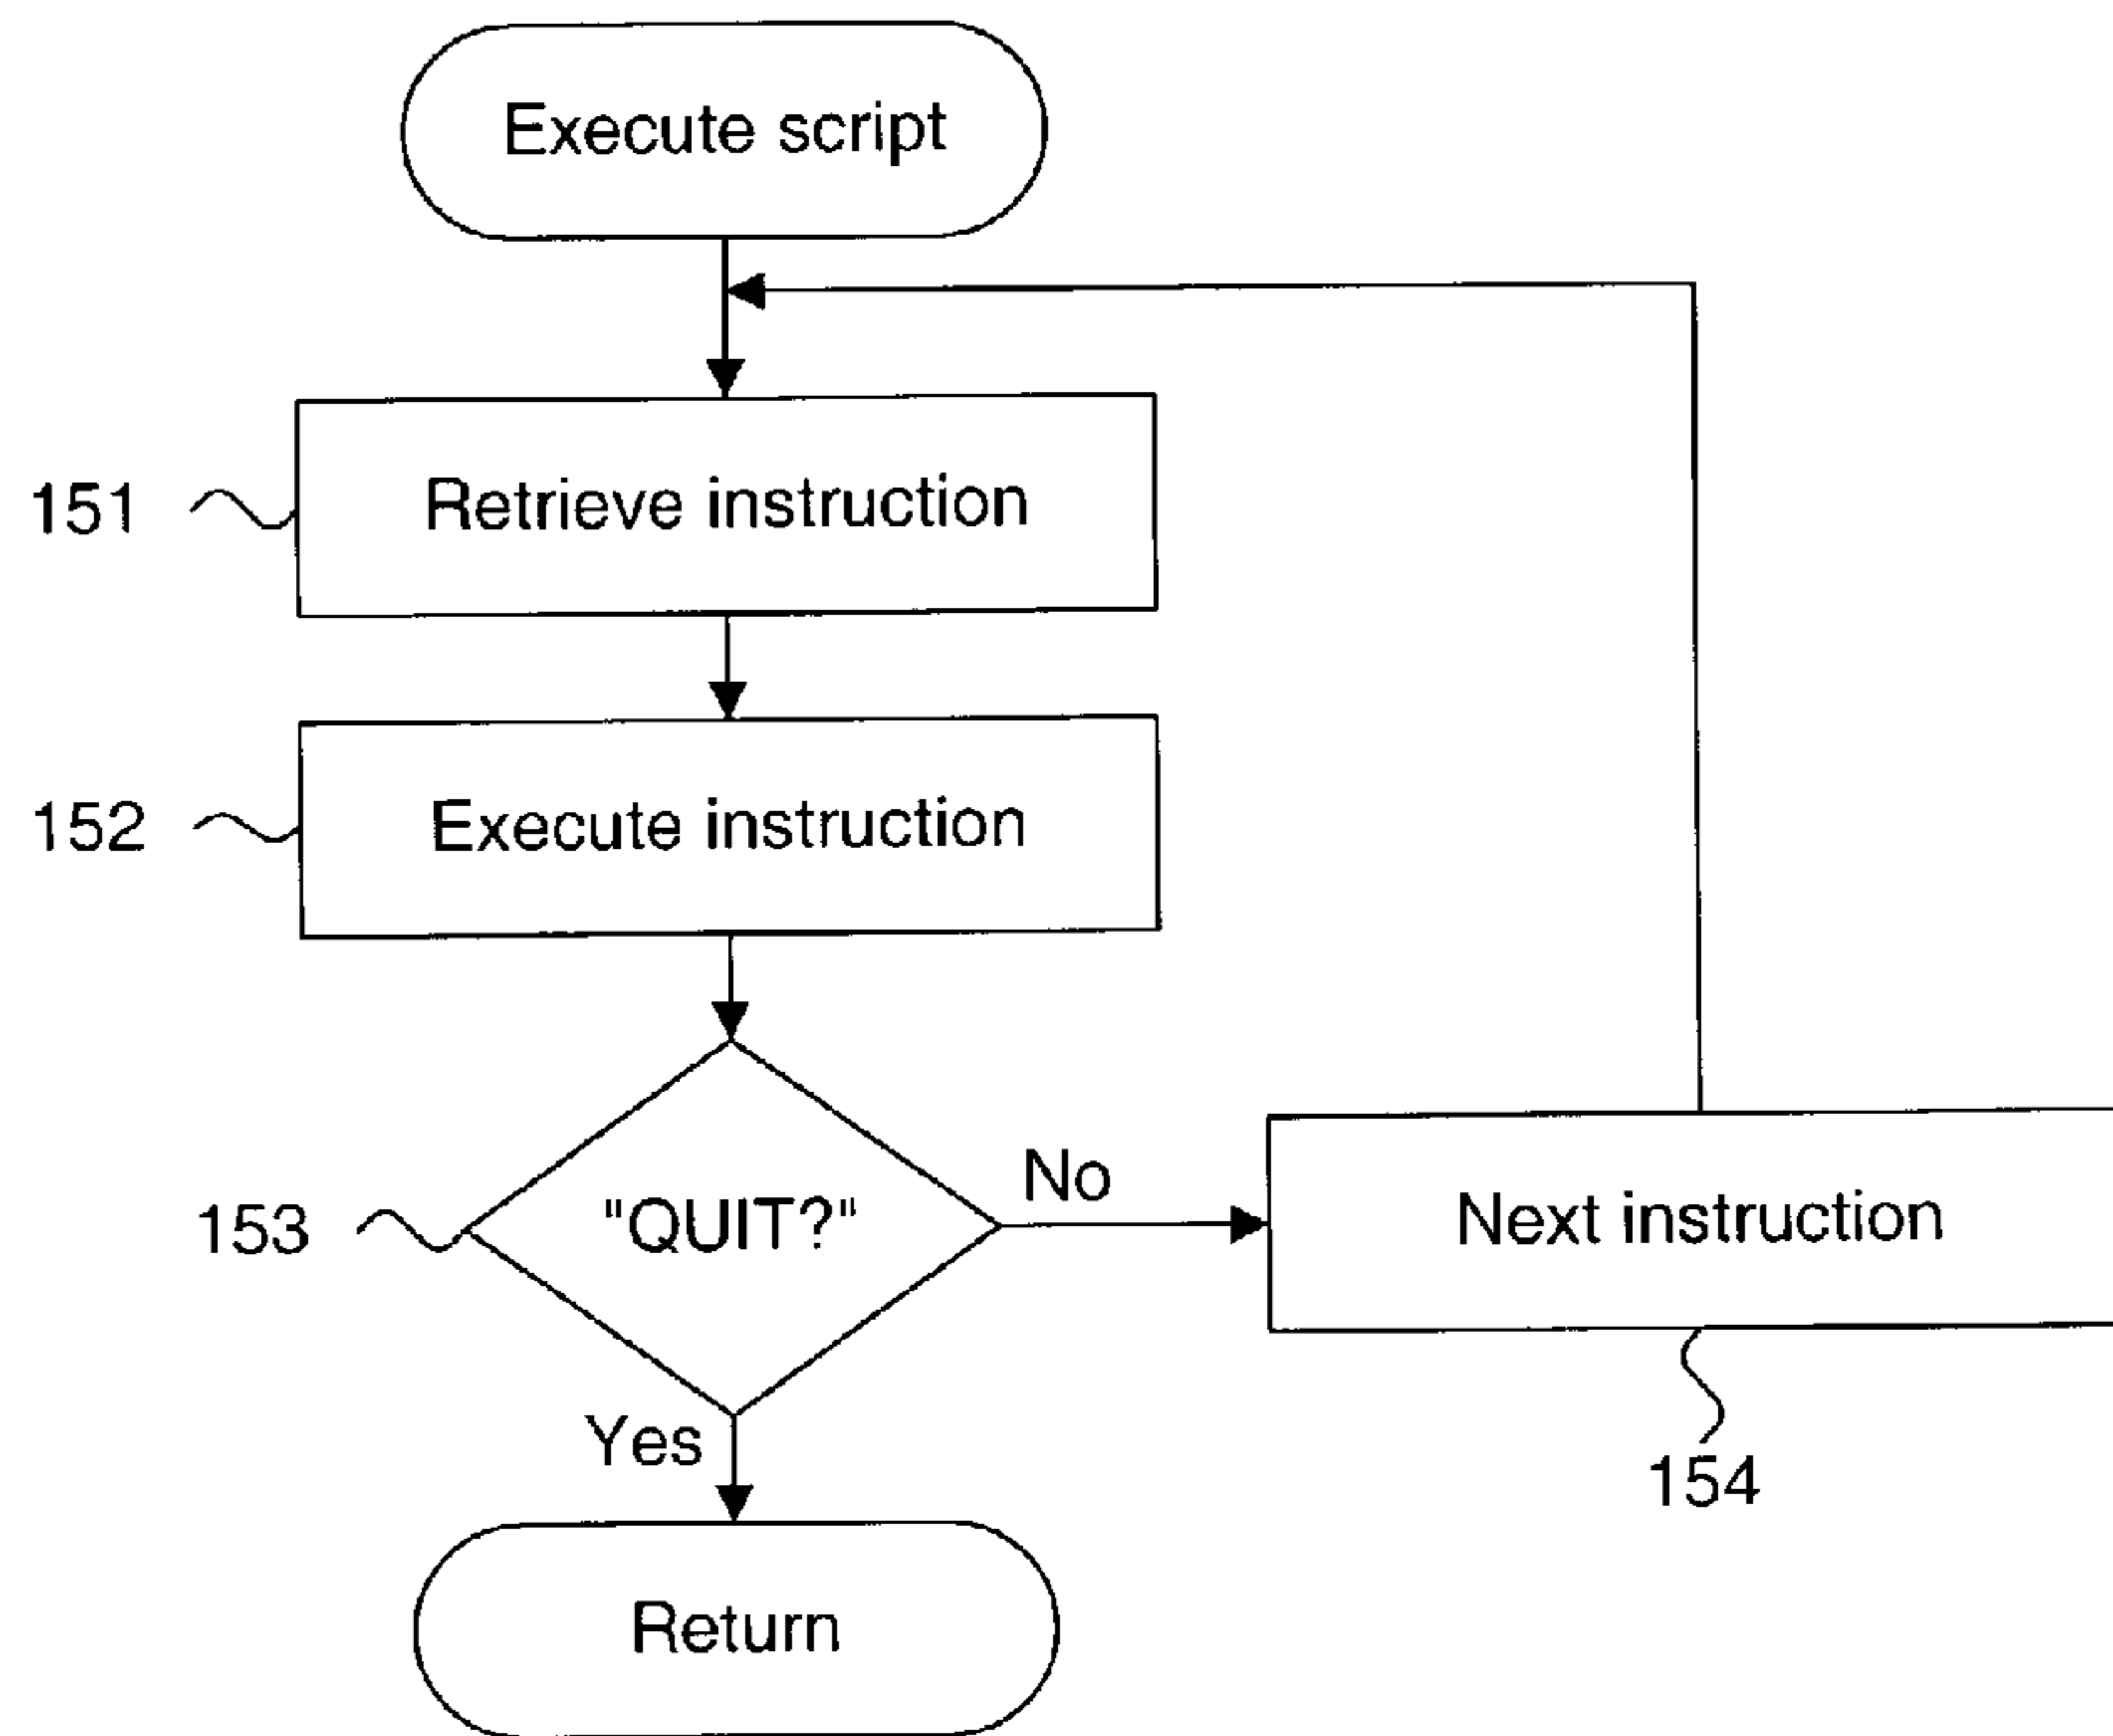 Execute script
151
Retrieve instruction
152
Execute instruction
153
"QUIT?"
No
Next instruction
154
Yes
Return